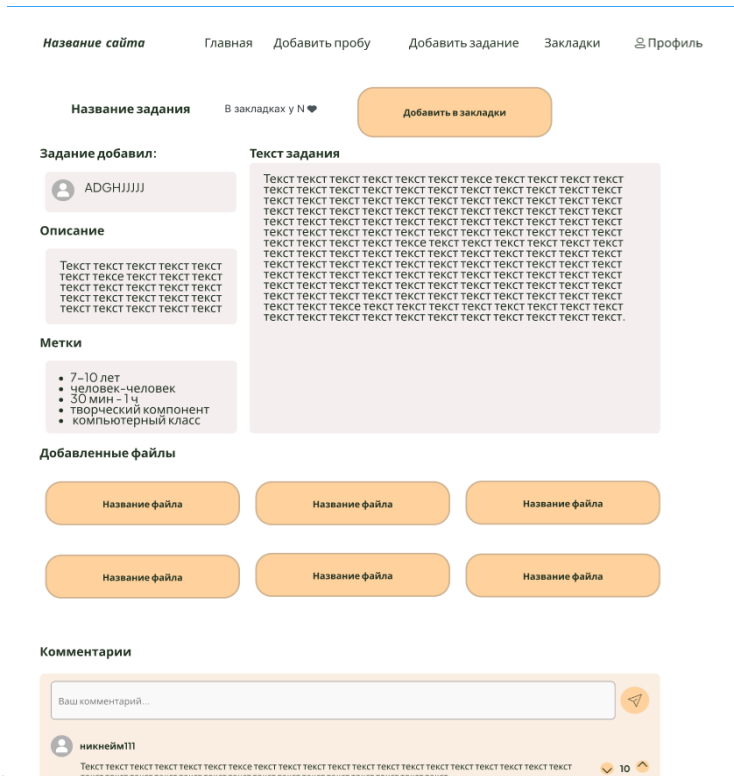 Название сайта Главная Добавить пробу Добавить задание Закладки Профиль
Название задания В закладках у N Добавить в закладки
Задание добавил:
ADGHJJJJJ
Описание
Текст текст текст текст текст
текст тексе текст текст текст
текст текст текст текст текст
текст текст текст текст текст
текст текст текст текст текст
Метки
7-10 лет
человек-человек
30 мин - 1 ч
творческий компонент
компьютерный класс
Текст задания
Текст текст текст текст текст текст тексе текст текст текст текст
текст текст текст текст текст текст текст текст текст текст текст
текст текст текст текст текст текст текст текст текст текст текст
текст текст текст текст текст текст текст текст текст текст текст
текст текст текст текст текст текст текст текст текст текст текст
текст текст текст текст текст текст текст текст текст текст текст
текст текст текст текст тексе текст текст текст текст текст текст
текст текст текст текст текст текст текст текст текст текст текст
текст текст текст текст текст текст текст текст текст текст текст
текст текст текст текст текст текст текст текст текст текст текст
текст текст текст текст текст текст текст текст текст текст текст
текст текст текст текст текст текст текст текст текст текст текст
текст текст тексе текст текст текст текст текст текст текст текст
текст текст текст текст текст текст текст текст текст текст текст.
Добавленные файлы
Название файла Название файла Название файла
Название файла Название файла Название файла
Комментарии
Ваш комментарий...
никнейм111
Текст текст текст текст текст текст текст тексе текст текст текст текст текст текст текст текст текст текст текст текст
10